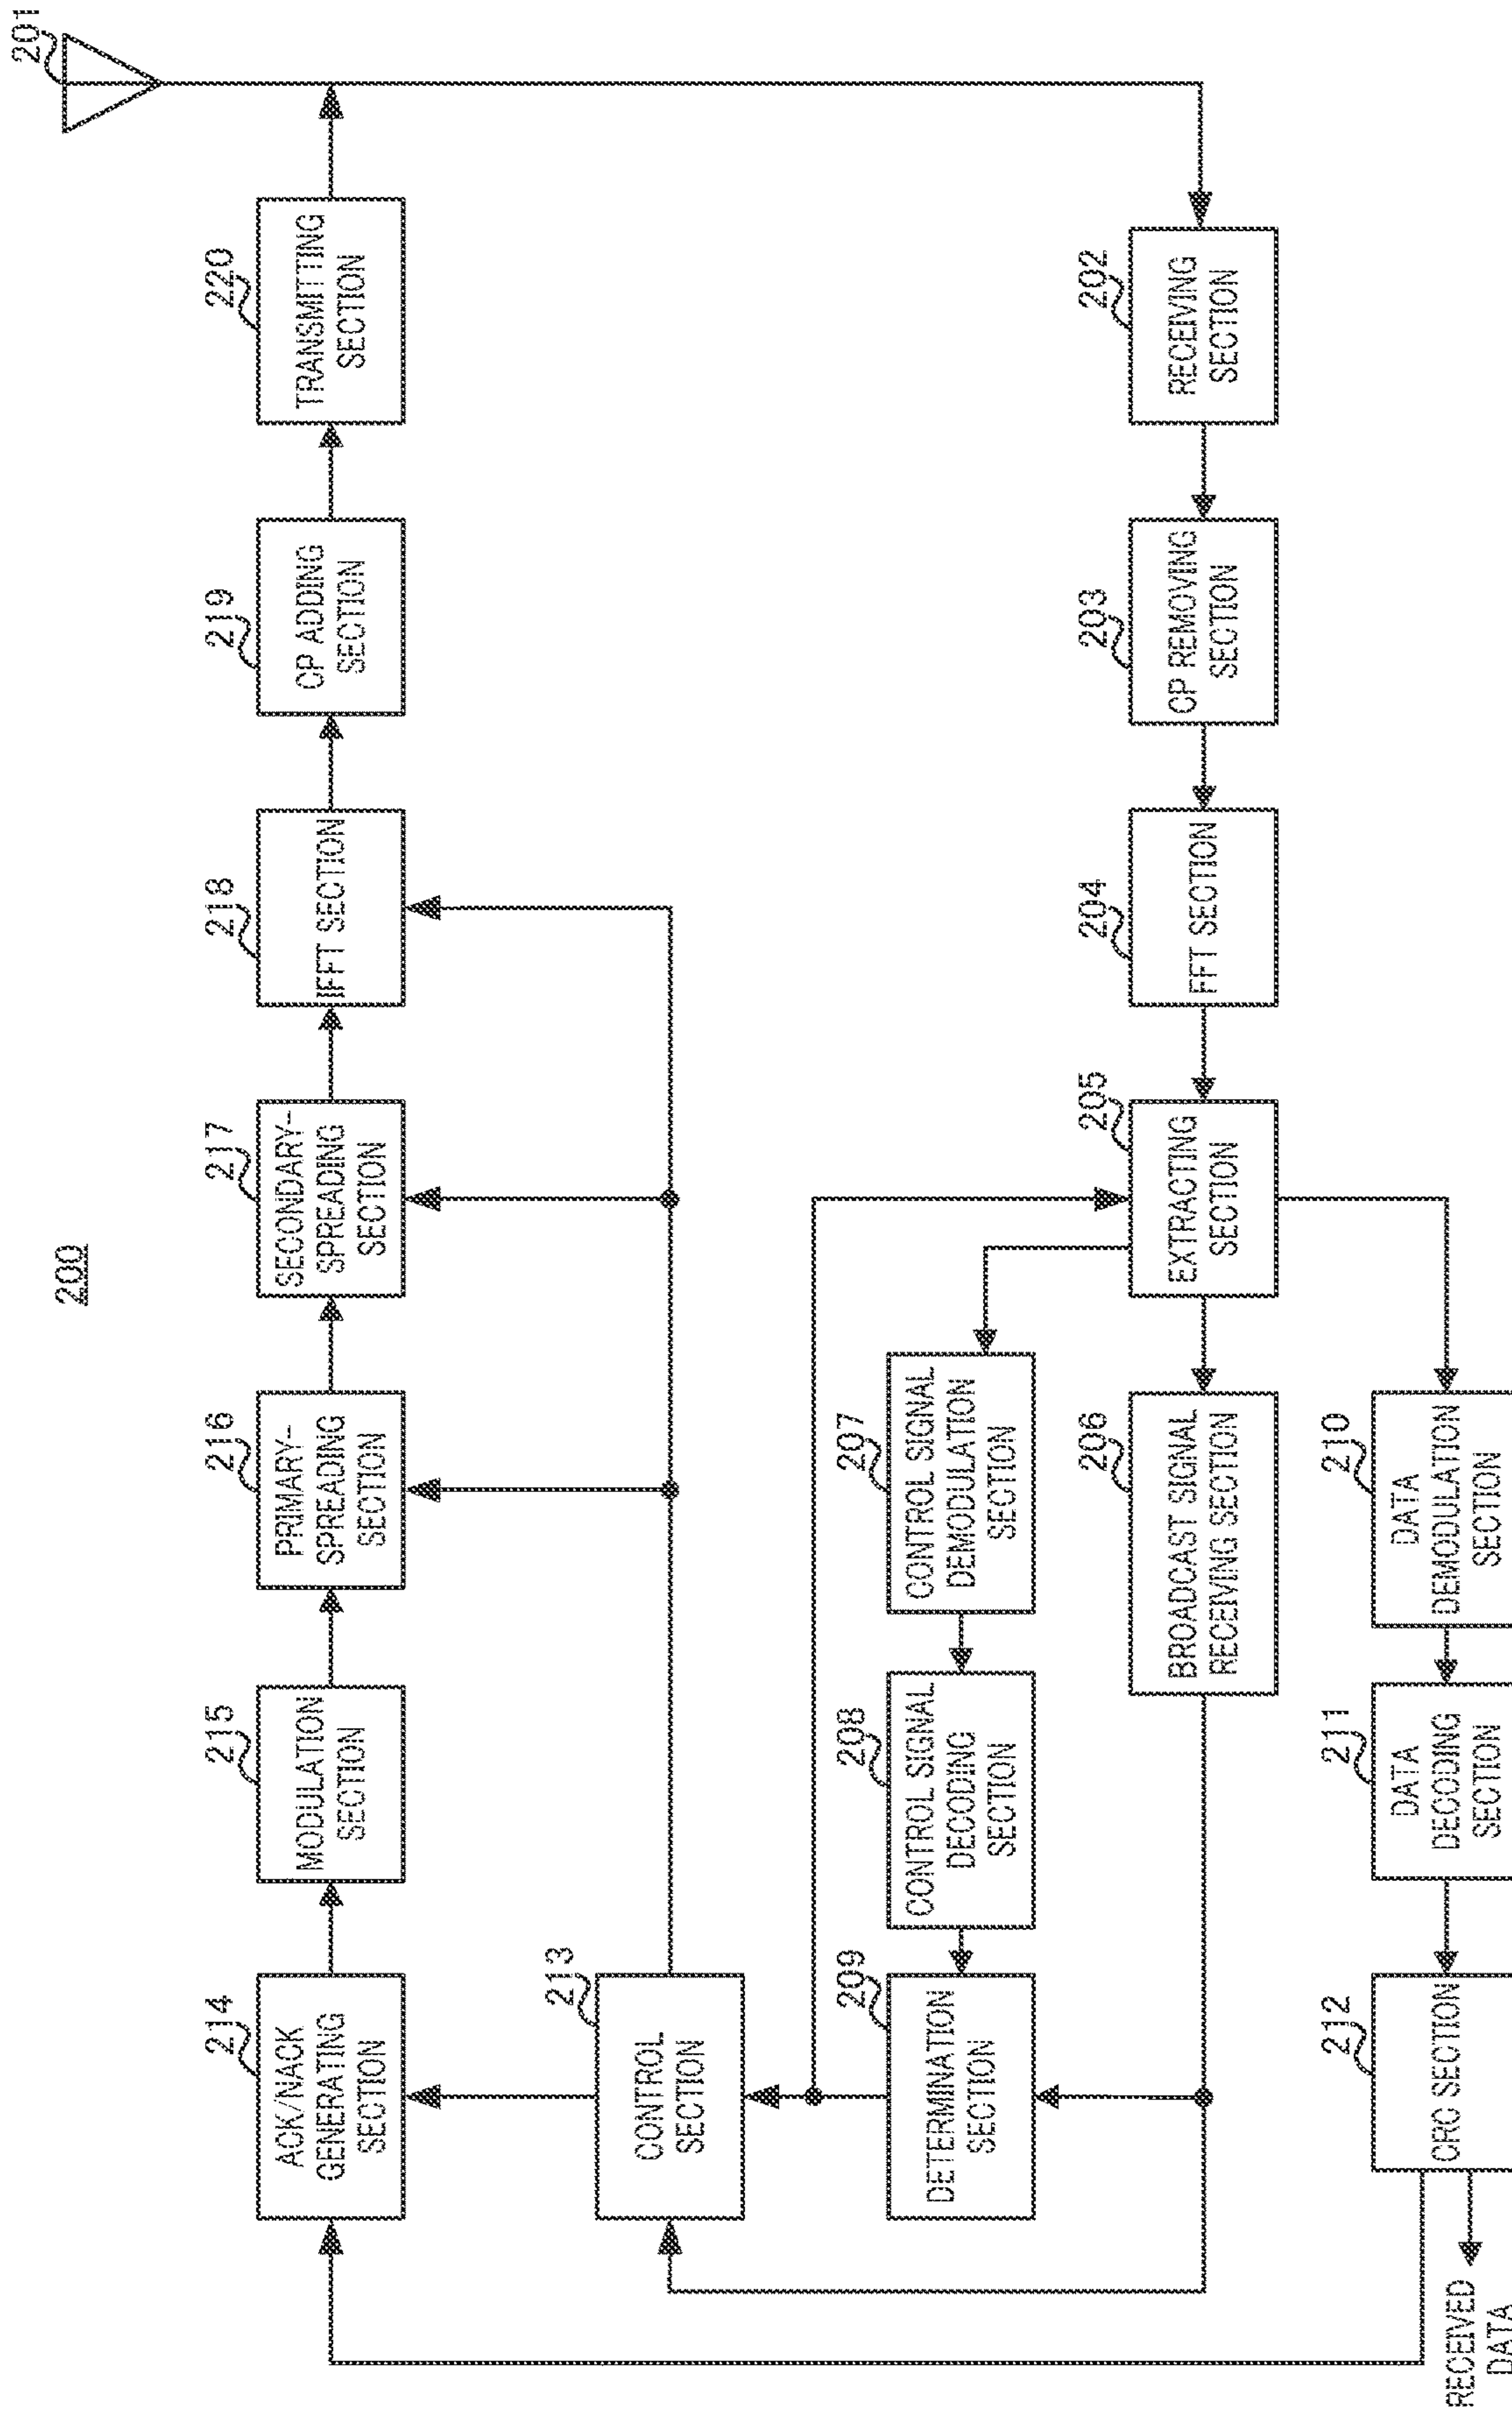 200
201
220
TRANSMITTING
SECTION
219
CP ADDING
SECTION
218
IFFT SECTION
217
SECONDARY-
SPREADING
SECTION
216
PRIMARY-
SPREADING
SECTION
215
MODULATION
SECTION
214
ACK/NACK
GENERATING
SECTION
213
CONTROL
SECTION
207
CONTROL SIGNAL
DEMODULATION
SECTION
208
CONTROL SIGNAL
DECODING
SECTION
209
DETERMINATION
SECTION
202
RECEIVING
SECTION
203
CP REMOVING
SECTION
204
FFT SECTION
205
EXTRACTING
SECTION
206
BROADCAST SIGNAL
RECEIVING SECTION
210
DATA
DEMODULATION
SECTION
211
DATA
DECODING
SECTION
212
CRC SECTION
RECEIVED
DATA